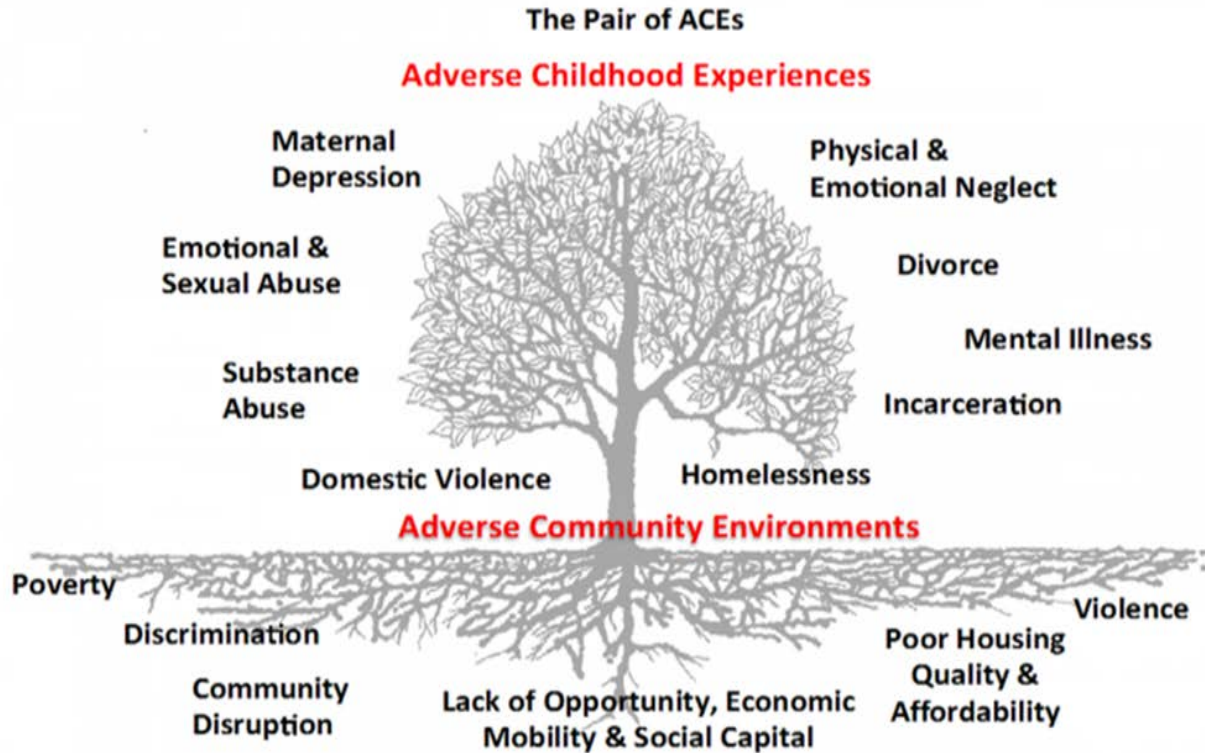 The Pair of ACEs
Adverse Childhood Experiences
Maternal
Depression
Physical &
Emotional Neglect
Emotional &
Sexual Abuse
Divorce
Mental Illness
Substance
Abuse
Incarceration
Domestic Violence
Homelessness
Adverse Community Environments
Poverty
Violence
Discrimination
Poor Housing
Quality &
Affordability
Community
Disruption
Lack of Opportunity, Economic
Mobility & Social Capital